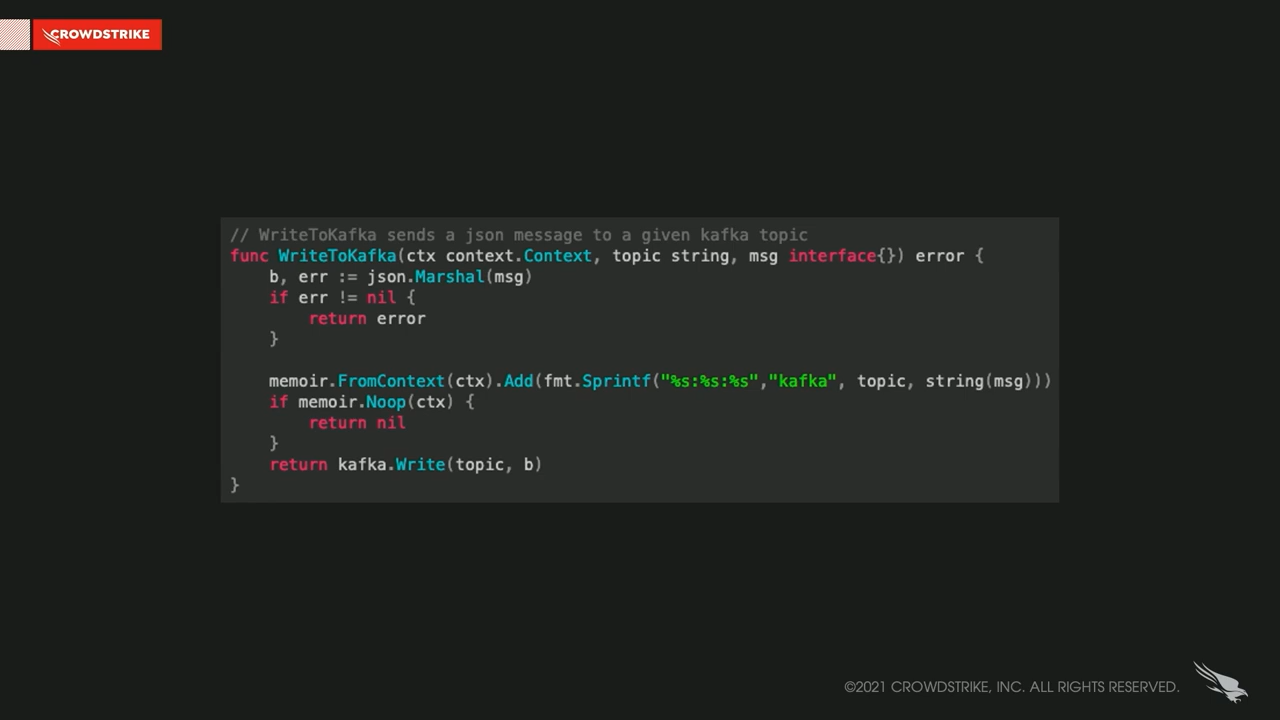 CROWDSTRIKE
// WriteToKafka sends a json message to a given kafka topic
func WriteToKafka(ctx context.Context, topic string, msg interface{}) error {
    b, err := json.Marshal(msg)
    if err != nil {
        return error
    }
    memoir.FromContext(ctx).Add(fmt.Sprintf("%s:%s:%s","kafka", topic, string(msg)))
    if memoir.Noop(ctx) {
        return nil
    }
    return kafka.Write(topic, b)
}
©2021 CROWDSTRIKE, INC. ALL RIGHTS RESERVED.